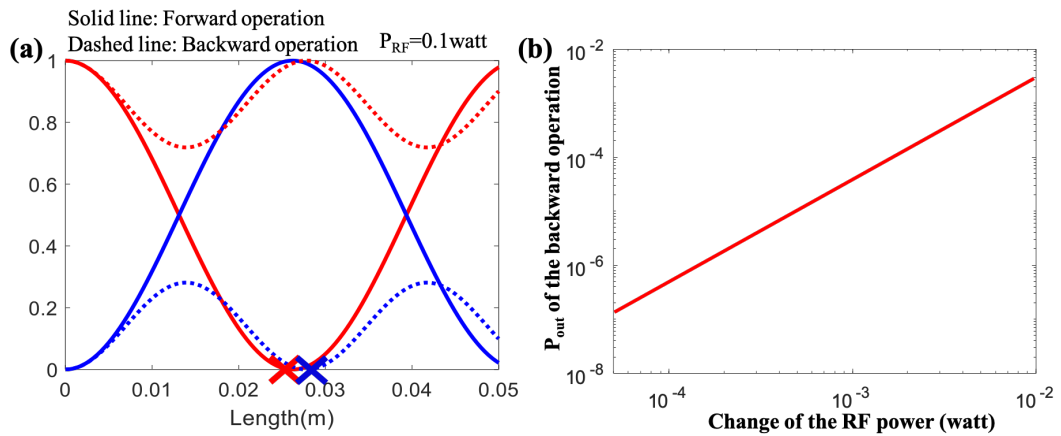 Solid line: Forward operation
(a) Dashed line: Backward operation P_RF=0.1watt
1
0.8
0.6
0.4
0.2
0
0 0.01 0.02 0.03 0.04 0.05
Length(m)
(b)
P_out of the backward operation
10^-2
10^-4
10^-6
10^-8
10^-4 10^-3 10^-2
Change of the RF power (watt)